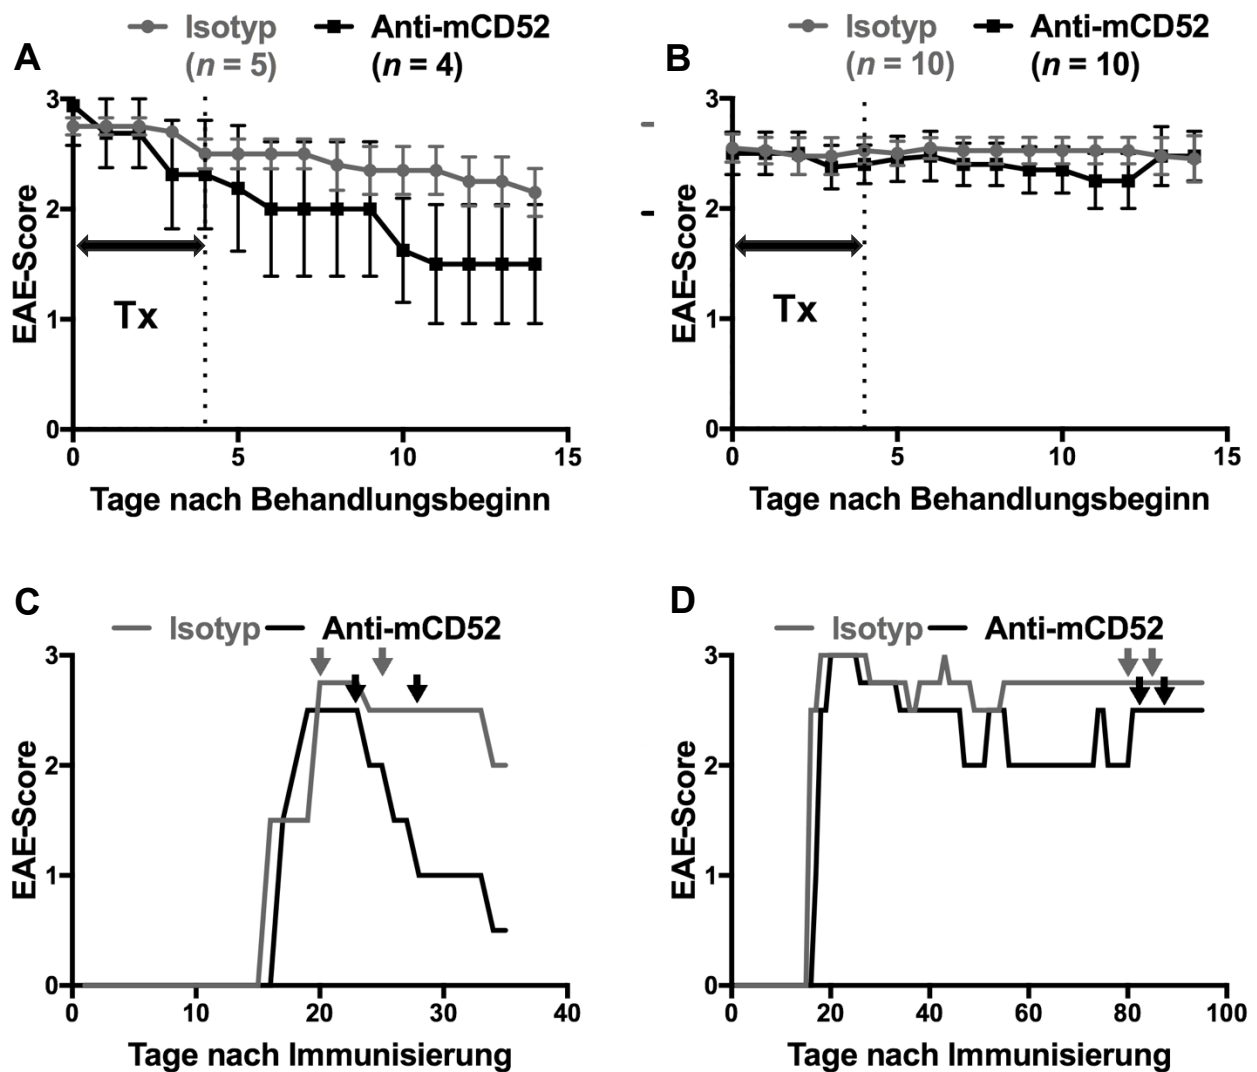 A
Isotyp
(n = 5)
Anti-mCD52
(n = 4)
EAE-Score
3
2
1
0
Tx
0 5 10 15
Tage nach Behandlungsbeginn
B
Isotyp
(n = 10)
Anti-mCD52
(n = 10)
EAE-Score
3
2
1
0
Tx
0 5 10 15
Tage nach Behandlungsbeginn
C
Isotyp Anti-mCD52
EAE-Score
3
2
1
0
0 10 20 30 40
Tage nach Immunisierung
D
Isotyp Anti-mCD52
EAE-Score
3
2
1
0
0 20 40 60 80 100
Tage nach Immunisierung